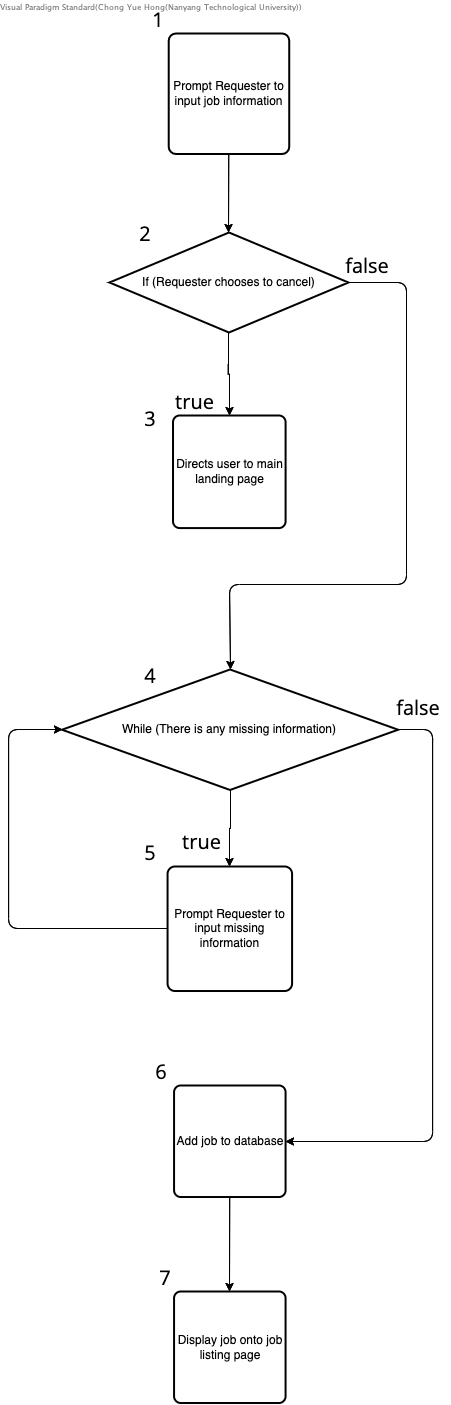 Visual Paradigm Standard(Chong Yue Hong(Nanyang Technological University))
1
Prompt Requester to
input job information
2
false
If (Requester chooses to cancel)
true
3
Directs user to main
landing page
4
false
While (There is any missing information)
true
5
Prompt Requester to
input missing
information
6
Add job to database
7
Display job onto job
listing page